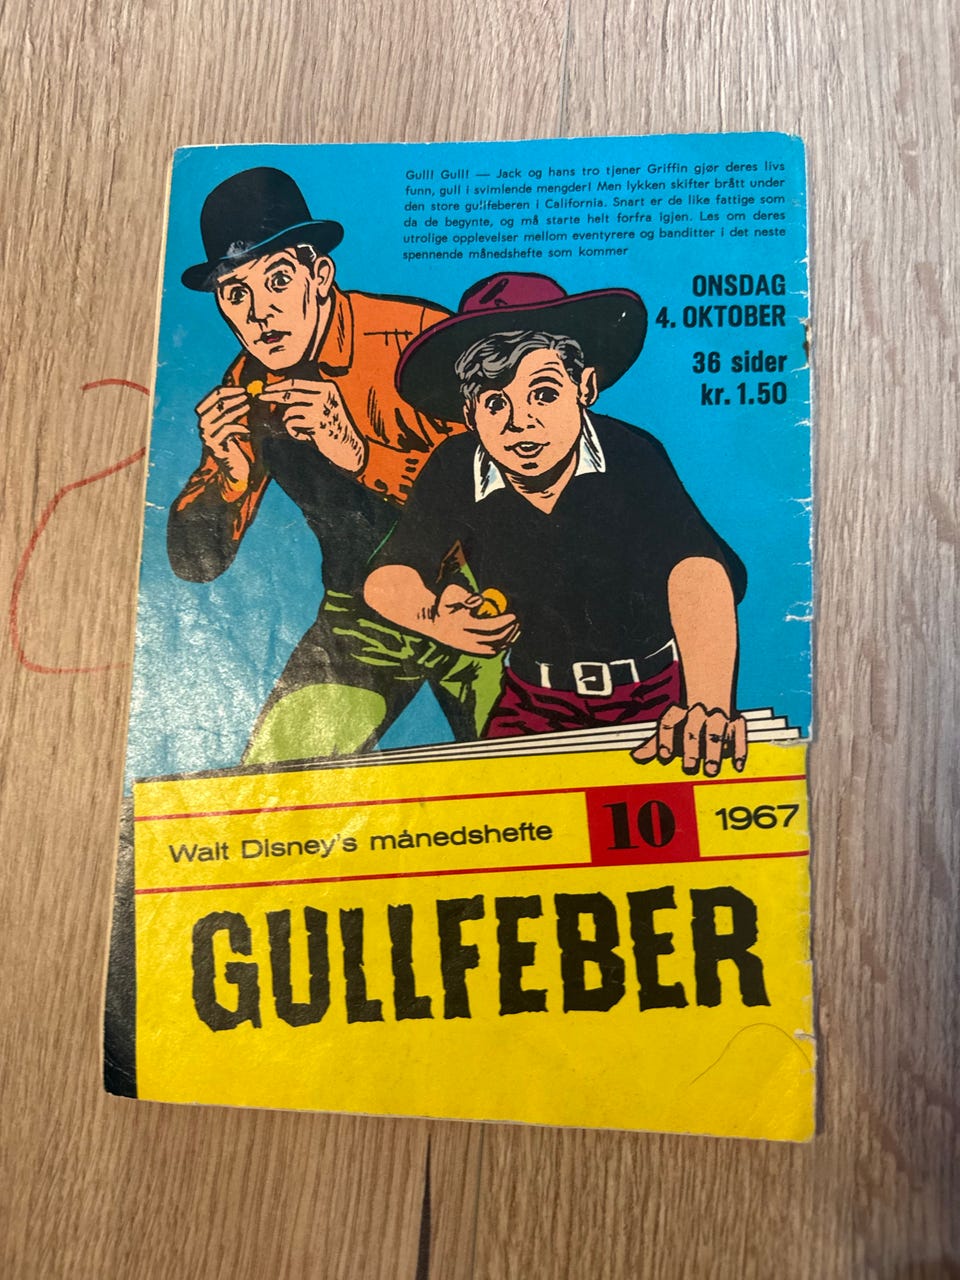 Gull! Gull! — Jack og hans tro tjener Griffin gjør deres livs
funn, gull i svimlende mengder! Men lykken skifter brått under
den store gullfeberen i California. Snart er de like fattige som
da de begynte, og må starte helt forfra igjen. Les om deres
utrolige opplevelser mellom eventyrere og banditter i det neste
spennende månedshefte som kommer
ONSDAG
4. OKTOBER
36 sider
kr. 1.50
Walt Disney's månedshefte 10 1967
GULLFEBER